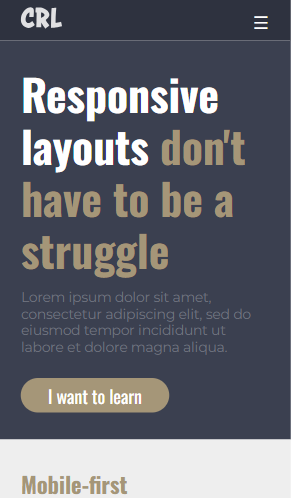 CRL
Responsive
layouts don't
have to be a
struggle
Lorem ipsum dolor sit amet,
consectetur adipiscing elit, sed do
eiusmod tempor incididunt ut
labore et dolore magna aliqua.
I want to learn
Mobile-first